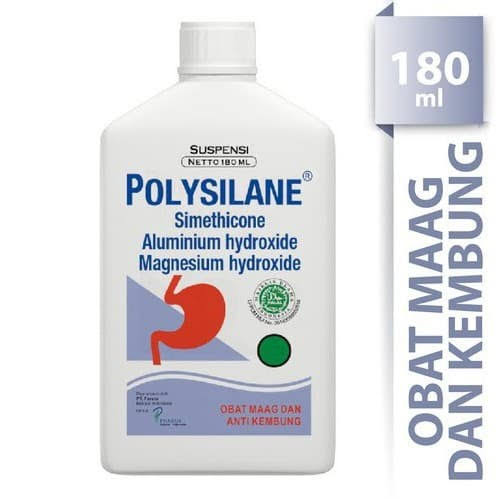 SUSPENSI
NETTO 180 ML
POLYSILANE®
Simethicone
Aluminium hydroxide
Magnesium hydroxide
HALAL
OBAT MAAG DAN
ANTI KEMBUNG
180
ml
OBAT MAAG
DAN KEMBUNG